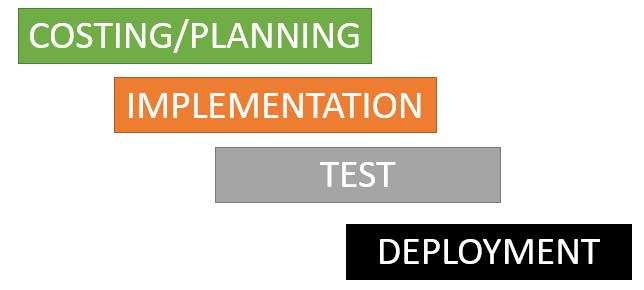 COSTING/PLANNING
IMPLEMENTATION
TEST
DEPLOYMENT